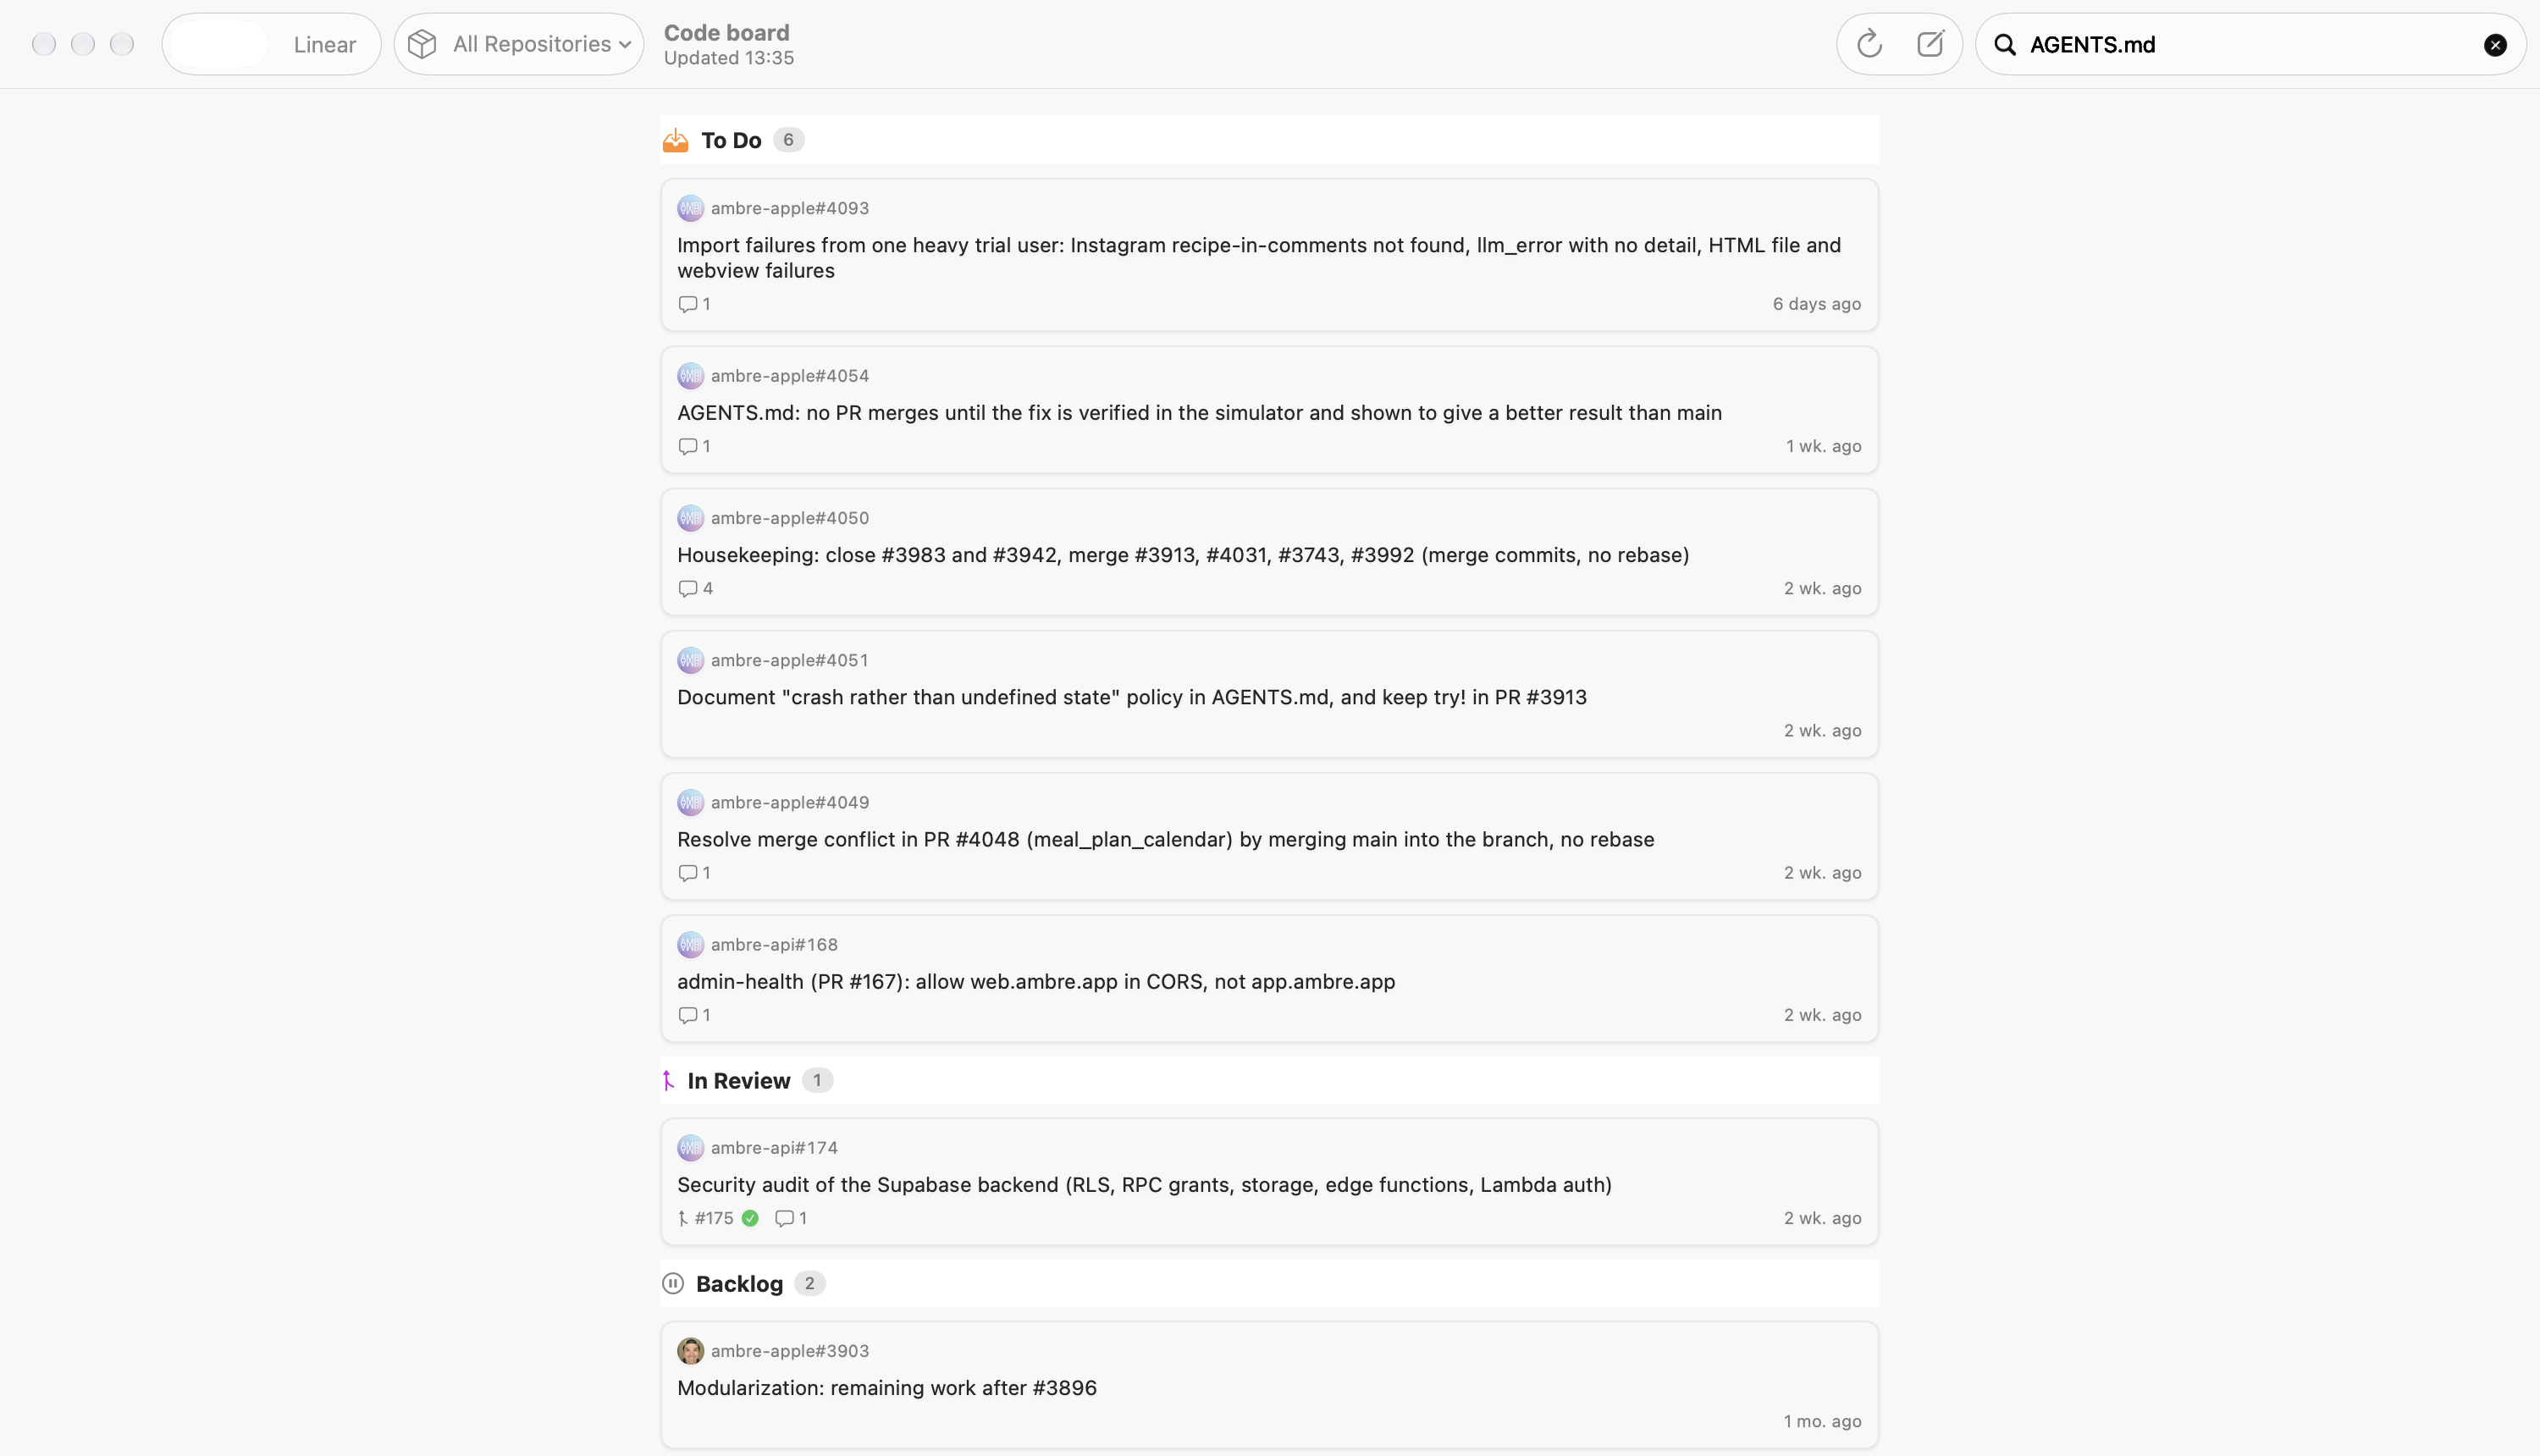 Linear
All Repositories
Code board
Updated 13:35
AGENTS.md
To Do 6
ambre-apple#4093
Import failures from one heavy trial user: Instagram recipe-in-comments not found, llm_error with no detail, HTML file and
webview failures
1 6 days ago
ambre-apple#4054
AGENTS.md: no PR merges until the fix is verified in the simulator and shown to give a better result than main
1 1 wk. ago
ambre-apple#4050
Housekeeping: close #3983 and #3942, merge #3913, #4031, #3743, #3992 (merge commits, no rebase)
4 2 wk. ago
ambre-apple#4051
Document "crash rather than undefined state" policy in AGENTS.md, and keep try! in PR #3913
2 wk. ago
ambre-apple#4049
Resolve merge conflict in PR #4048 (meal_plan_calendar) by merging main into the branch, no rebase
1 2 wk. ago
ambre-api#168
admin-health (PR #167): allow web.ambre.app in CORS, not app.ambre.app
1 2 wk. ago
In Review 1
ambre-api#174
Security audit of the Supabase backend (RLS, RPC grants, storage, edge functions, Lambda auth)
#175 1 2 wk. ago
Backlog 2
ambre-apple#3903
Modularization: remaining work after #3896
1 mo. ago